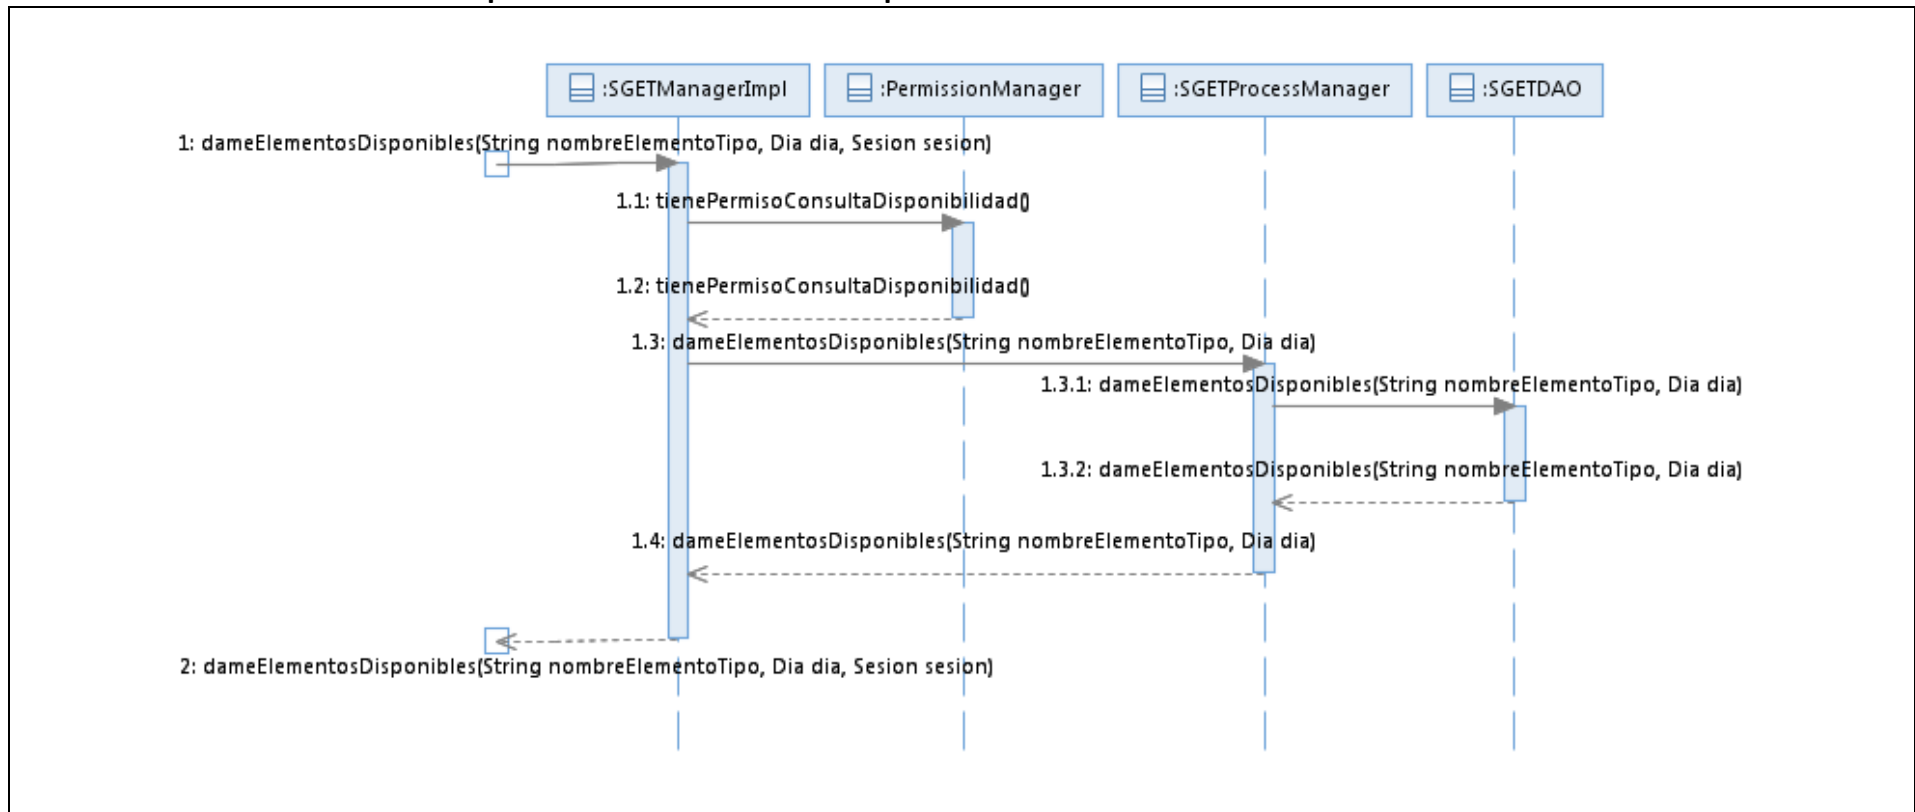 :SGETManagerImpl
:PermissionManager
:SGETProcessManager
:SGETDAO
1: dameElementosDisponibles(String nombreElementoTipo, Dia dia, Sesion sesion)
1.1: tienePermisoConsultaDisponibilidad()
1.2: tienePermisoConsultaDisponibilidad()
1.3: dameElementosDisponibles(String nombreElementoTipo, Dia dia)
1.3.1: dameElementosDisponibles(String nombreElementoTipo, Dia dia)
1.3.2: dameElementosDisponibles(String nombreElementoTipo, Dia dia)
1.4: dameElementosDisponibles(String nombreElementoTipo, Dia dia)
2: dameElementosDisponibles(String nombreElementoTipo, Dia dia, Sesion sesion)